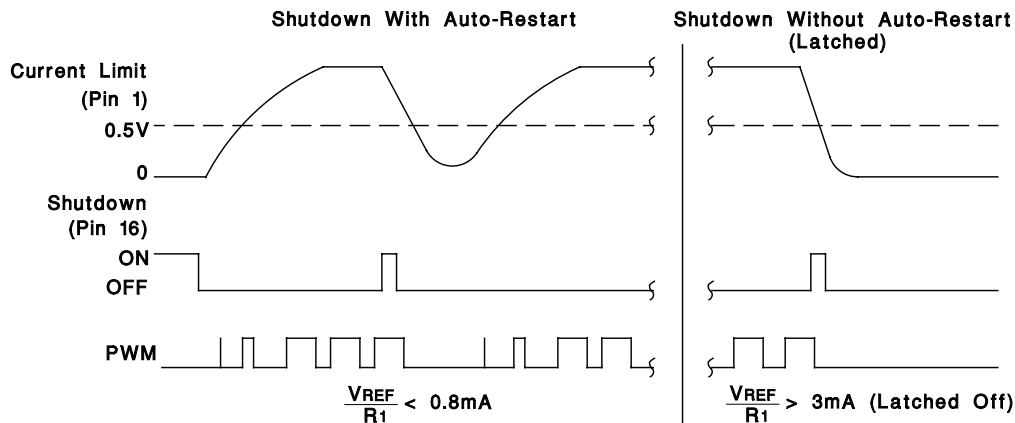 Shutdown With Auto-Restart
Shutdown Without Auto-Restart
(Latched)
Current Limit
(Pin 1)
0.5V
0
Shutdown
(Pin 16)
ON
OFF
PWM
VREF
R1
< 0.8mA
VREF
R1
> 3mA (Latched Off)